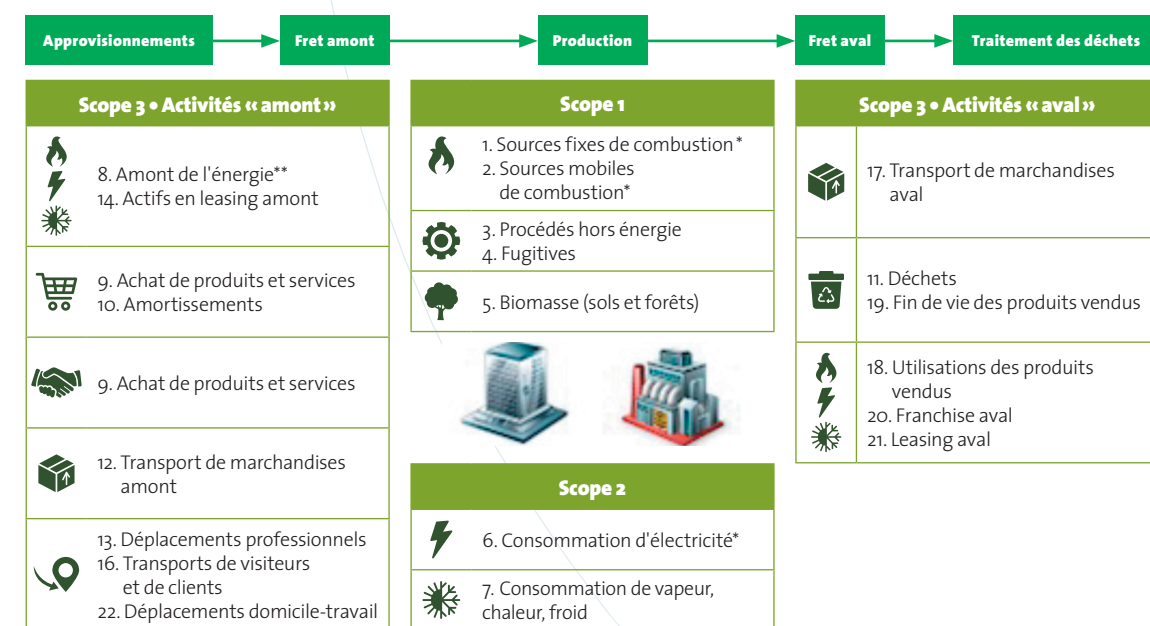 Approvisionnements
Fret amont
Production
Fret aval
Traitement des déchets
Scope 3 • Activités « amont »
8. Amont de l'énergie**
14. Actifs en leasing amont
9. Achat de produits et services
10. Amortissements
9. Achat de produits et services
12. Transport de marchandises
amont
13. Déplacements professionnels
16. Transports de visiteurs
et de clients
22. Déplacements domicile-travail
Scope 1
1. Sources fixes de combustion*
2. Sources mobiles
de combustion*
3. Procédés hors énergie
4. Fugitives
5. Biomasse (sols et forêts)
Scope 2
6. Consommation d'électricité*
7. Consommation de vapeur,
chaleur, froid
Scope 3 • Activités « aval »
17. Transport de marchandises
aval
11. Déchets
19. Fin de vie des produits vendus
18. Utilisations des produits
vendus
20. Franchise aval
21. Leasing aval